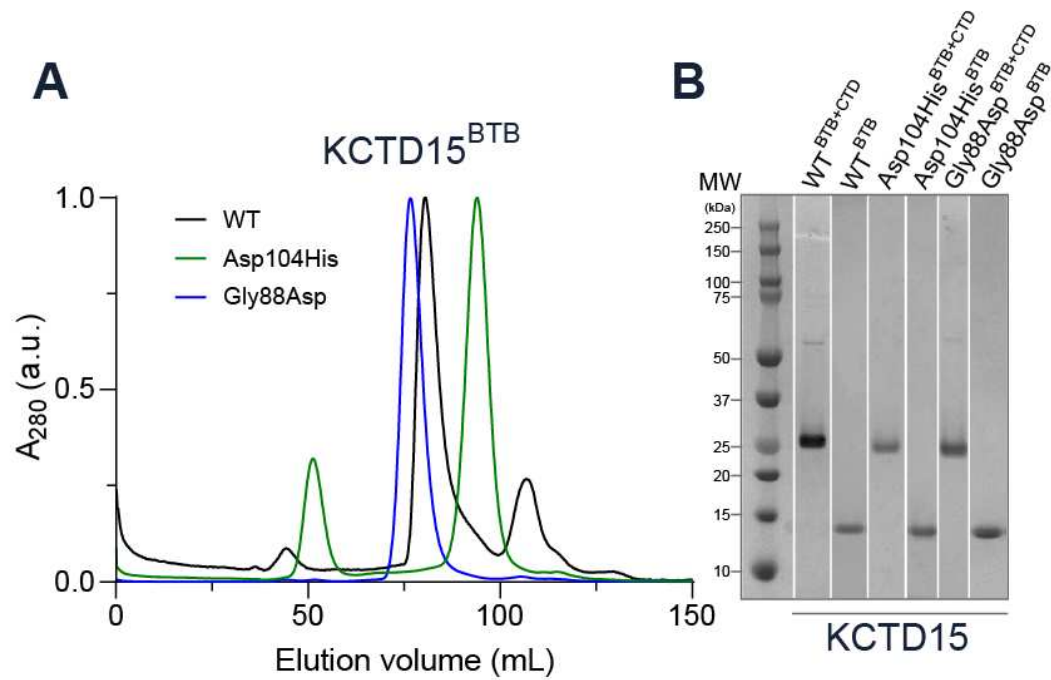 A
KCTD15BTB
WT
Asp104His
Gly88Asp
1.0
0.5
0.0
A280 (a.u.)
0
50
100
150
Elution volume (mL)
B
WT BTB+CTD
WT BTB
Asp104His BTB+CTD
Asp104His BTB
Gly88Asp BTB+CTD
Gly88Asp BTB
MW
(kDa)
250
150
100
75
50
37
25
20
15
10
KCTD15